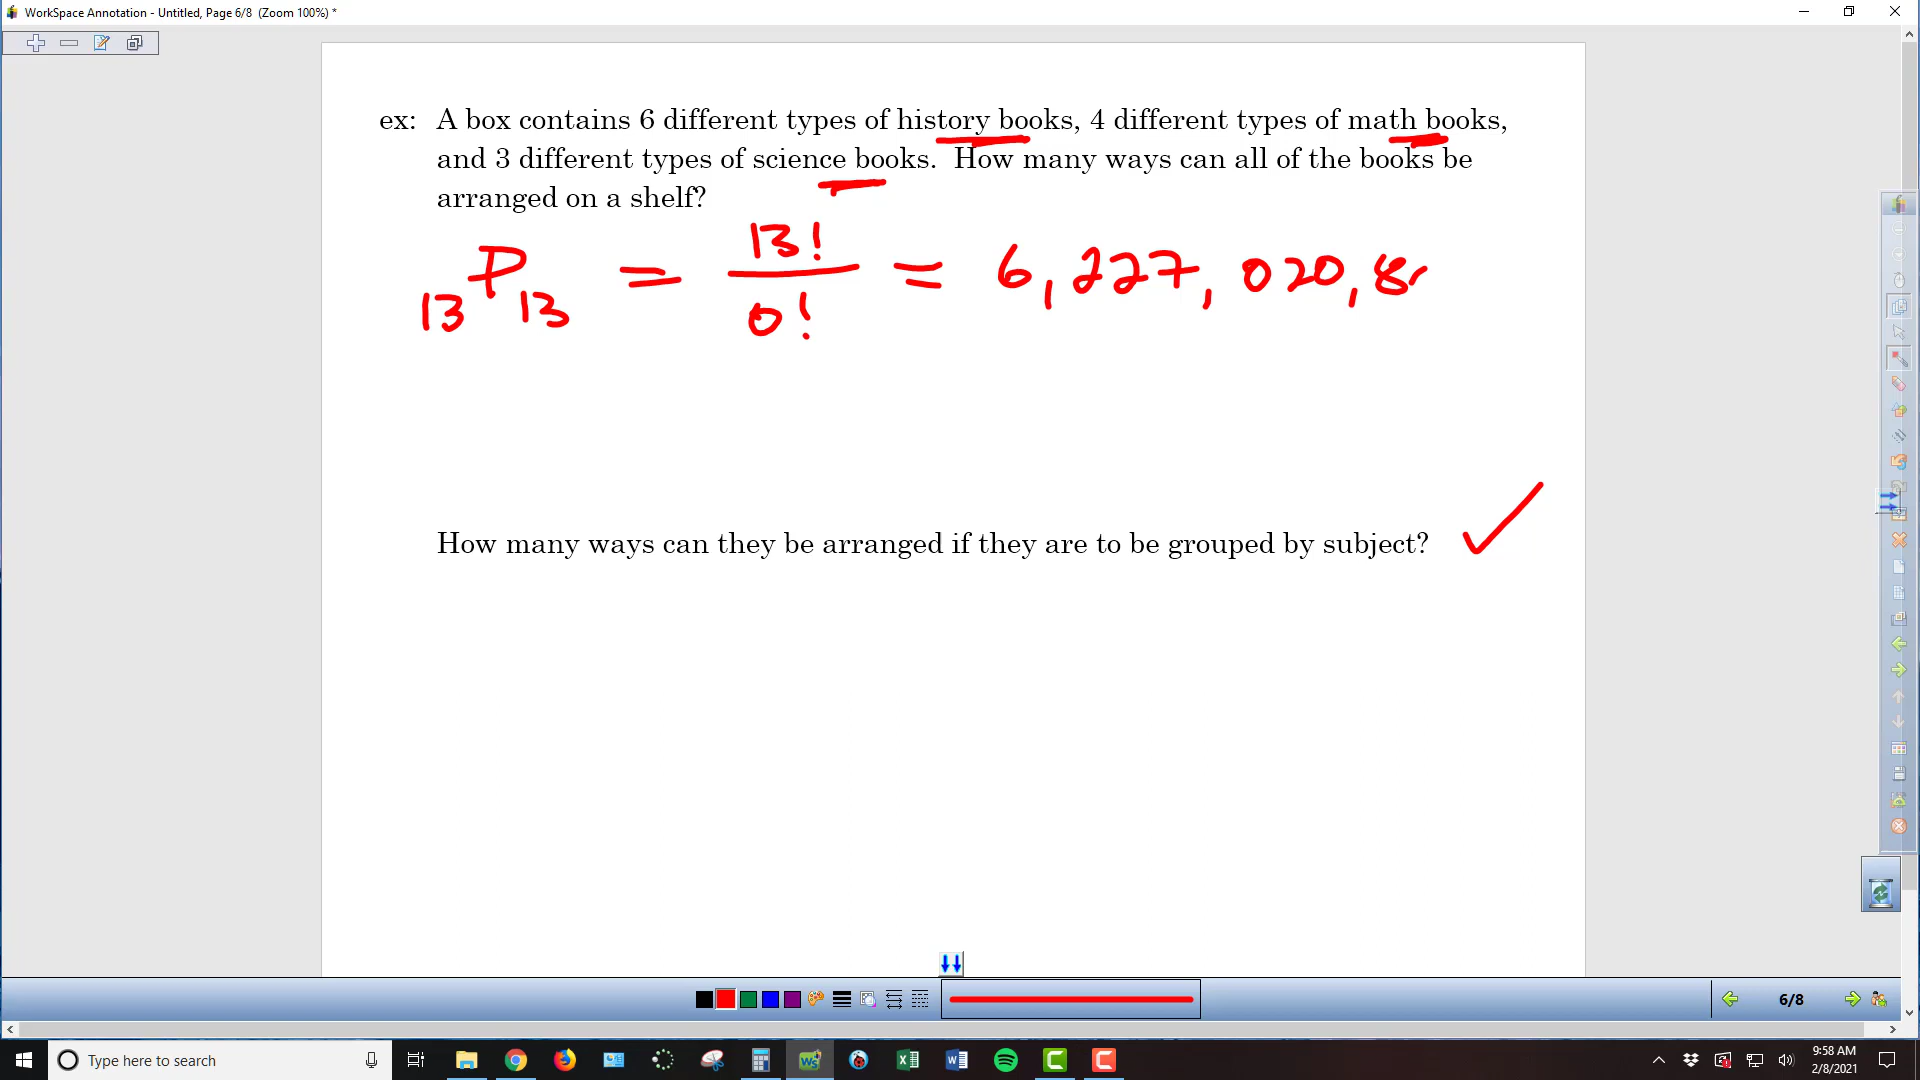 WorkSpace Annotation - Untitled, Page 6/8 (Zoom 100%) *
ex: A box contains 6 different types of history books, 4 different types of math books,
and 3 different types of science books. How many ways can all of the books be
arranged on a shelf?
13P13 = 13!/0! = 6,227,020,8
How many ways can they be arranged if they are to be grouped by subject?
6/8
Type here to search
9:58 AM
2/8/2021